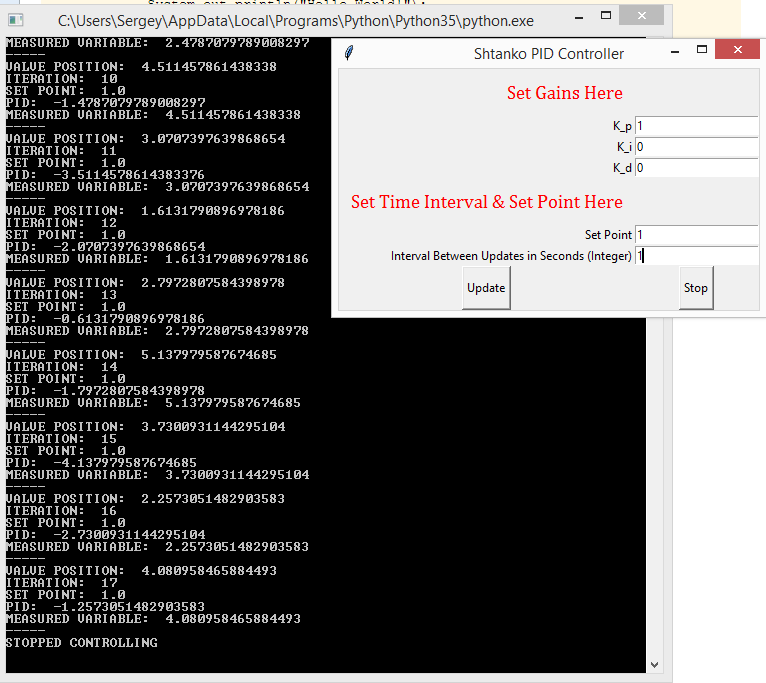 System.out.println("Hello World!");
C:\Users\Sergey\AppData\Local\Programs\Python\Python35\python.exe
MEASURED VARIABLE:  2.4787079789008297
-----
VALVE POSITION:  4.511457861438338
ITERATION:  10
SET POINT:  1.0
PID:  -1.4787079789008297
MEASURED VARIABLE:  4.511457861438338
-----
VALVE POSITION:  3.0707397639868654
ITERATION:  11
SET POINT:  1.0
PID:  -3.5114578614383376
MEASURED VARIABLE:  3.0707397639868654
-----
VALVE POSITION:  1.6131790896978186
ITERATION:  12
SET POINT:  1.0
PID:  -2.0707397639868654
MEASURED VARIABLE:  1.6131790896978186
-----
VALVE POSITION:  2.7972807584398978
ITERATION:  13
SET POINT:  1.0
PID:  -0.6131790896978186
MEASURED VARIABLE:  2.7972807584398978
-----
VALVE POSITION:  5.137979587674685
ITERATION:  14
SET POINT:  1.0
PID:  -1.7972807584398978
MEASURED VARIABLE:  5.137979587674685
-----
VALVE POSITION:  3.7300931144295104
ITERATION:  15
SET POINT:  1.0
PID:  -4.137979587674685
MEASURED VARIABLE:  3.7300931144295104
-----
VALVE POSITION:  2.2573051482903583
ITERATION:  16
SET POINT:  1.0
PID:  -2.7300931144295104
MEASURED VARIABLE:  2.2573051482903583
-----
VALVE POSITION:  4.080958465884493
ITERATION:  17
SET POINT:  1.0
PID:  -1.2573051482903583
MEASURED VARIABLE:  4.080958465884493
-----
STOPPED CONTROLLING
Shtanko PID Controller
Set Gains Here
K_p 1
K_i 0
K_d 0
Set Time Interval & Set Point Here
Set Point 1
Interval Between Updates in Seconds (Integer) 1
Update Stop